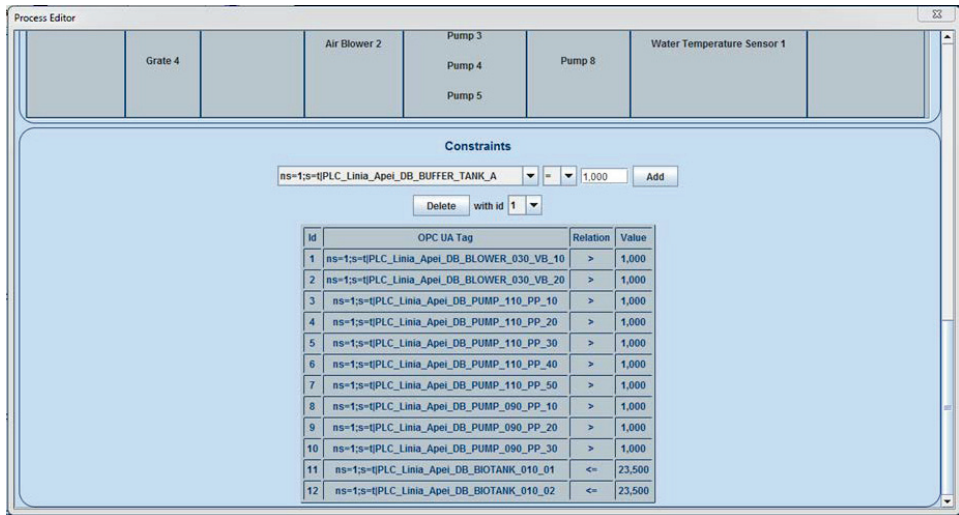 Process Editor
Grate 4
Air Blower 2
Pump 3
Pump 4
Pump 5
Pump 8
Water Temperature Sensor 1
Constraints
ns=1;s=t|PLC_Linia_Apei_DB_BUFFER_TANK_A = 1,000 Add
Delete with id 1
Id OPC UA Tag Relation Value
1 ns=1;s=t|PLC_Linia_Apei_DB_BLOWER_030_VB_10 > 1,000
2 ns=1;s=t|PLC_Linia_Apei_DB_BLOWER_030_VB_20 > 1,000
3 ns=1;s=t|PLC_Linia_Apei_DB_PUMP_110_PP_10 > 1,000
4 ns=1;s=t|PLC_Linia_Apei_DB_PUMP_110_PP_20 > 1,000
5 ns=1;s=t|PLC_Linia_Apei_DB_PUMP_110_PP_30 > 1,000
6 ns=1;s=t|PLC_Linia_Apei_DB_PUMP_110_PP_40 > 1,000
7 ns=1;s=t|PLC_Linia_Apei_DB_PUMP_110_PP_50 > 1,000
8 ns=1;s=t|PLC_Linia_Apei_DB_PUMP_090_PP_10 > 1,000
9 ns=1;s=t|PLC_Linia_Apei_DB_PUMP_090_PP_20 > 1,000
10 ns=1;s=t|PLC_Linia_Apei_DB_PUMP_090_PP_30 > 1,000
11 ns=1;s=t|PLC_Linia_Apei_DB_BIOTANK_010_01 <= 23,500
12 ns=1;s=t|PLC_Linia_Apei_DB_BIOTANK_010_02 <= 23,500